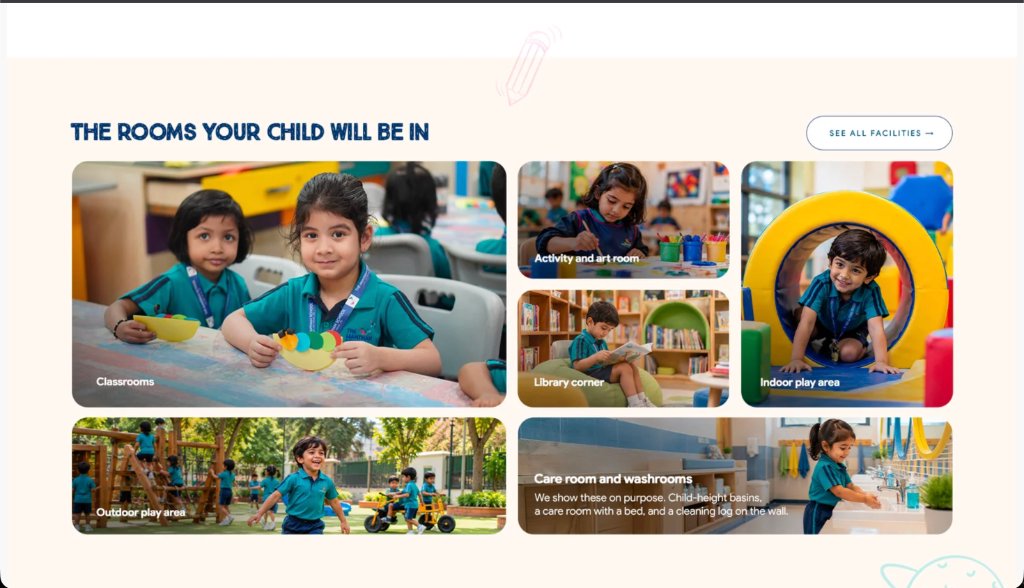 THE ROOMS YOUR CHILD WILL BE IN
SEE ALL FACILITIES →
Classrooms
Activity and art room
Library corner
Indoor play area
Outdoor play area
Care room and washrooms
We show these on purpose. Child-height basins,
a care room with a bed, and a cleaning log on the wall.